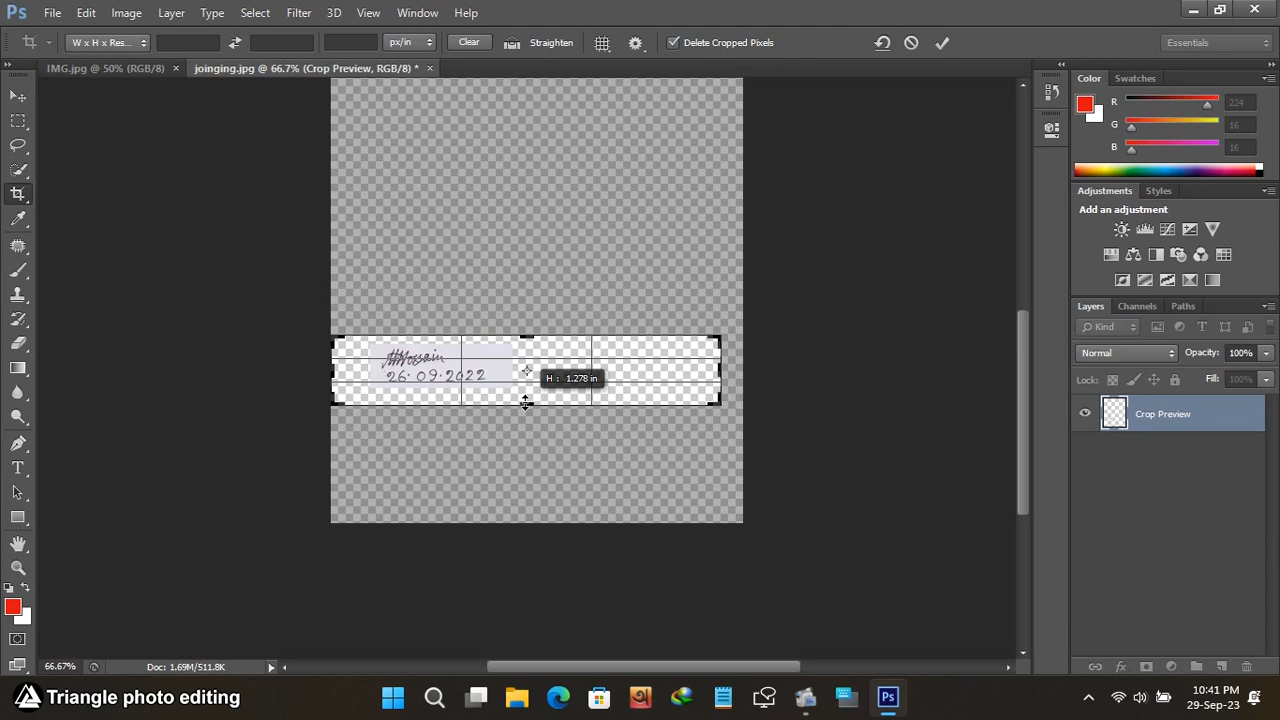 Ps File Edit Image Layer Type Select Filter 3D View Window Help
W x H x Res... px/in Clear Straighten Delete Cropped Pixels Essentials
IMG.jpg @ 50% (RGB/8) × joinging.jpg @ 66.7% (Crop Preview, RGB/8) * ×
Color Swatches
R 224
G 16
B 16
Adjustments Styles
Add an adjustment
Layers Channels Paths
Kind
Normal Opacity: 100%
Lock: Fill: 100%
Crop Preview
Hossain
26.09.2022
H : 1.278 in
T
66.67% Doc: 1.69M/511.8K
Triangle photo editing
Ps
10:41 PM
29-Sep-23